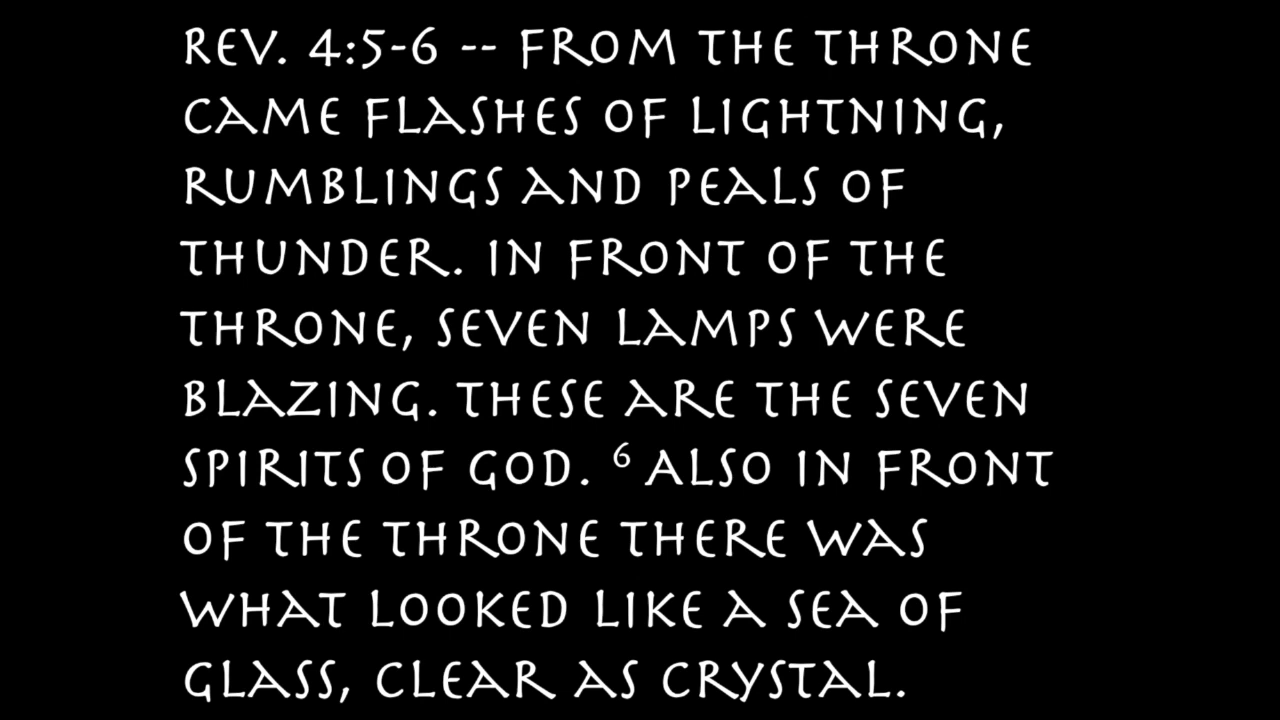 REV. 4:5-6 -- FROM THE THRONE
CAME FLASHES OF LIGHTNING,
RUMBLINGS AND PEALS OF
THUNDER. IN FRONT OF THE
THRONE, SEVEN LAMPS WERE
BLAZING. THESE ARE THE SEVEN
SPIRITS OF GOD. ⁶ ALSO IN FRONT
OF THE THRONE THERE WAS
WHAT LOOKED LIKE A SEA OF
GLASS, CLEAR AS CRYSTAL.